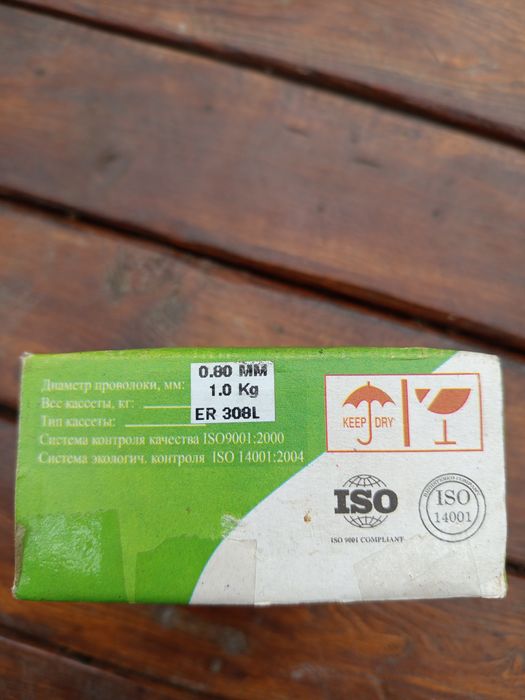 Диаметр проволоки, мм: 0.80 MM
Вес кассеты, кг: 1.0 Kg
Тип кассеты: ER 308L
Система контроля качества ISO9001:2000
Система экологич. контроля ISO 14001:2004
KEEP DRY
ISO
ISO 9001 COMPLIANT
ISO
14001